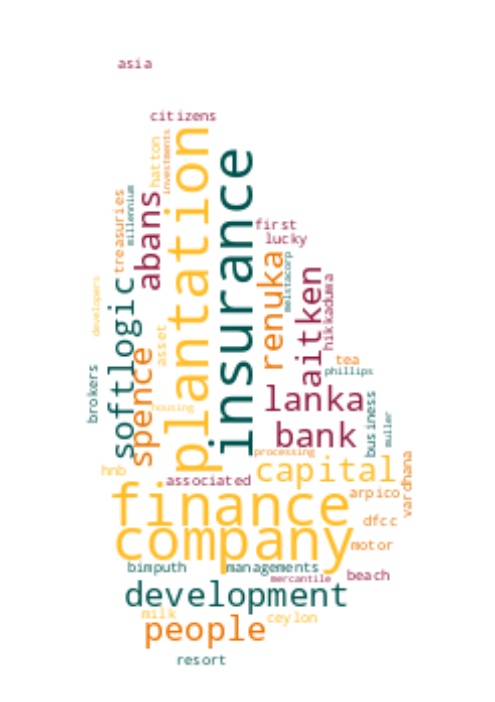 asia
citizens
hatton
investments
plantation
insurance
treasuries
millennium
abans
first
lucky
renuka
meistacorp
aitken
hikkaduwa
developers
softlogic
spence
asset
housing
tea
phillips
brokers
lanka
bank
business
muller
processing
hnb
associated
capital
vardhana
arpico
finance
dfcc
company
motor
bimputh
managements
mercantile
beach
development
milk
ceylon
people
resort